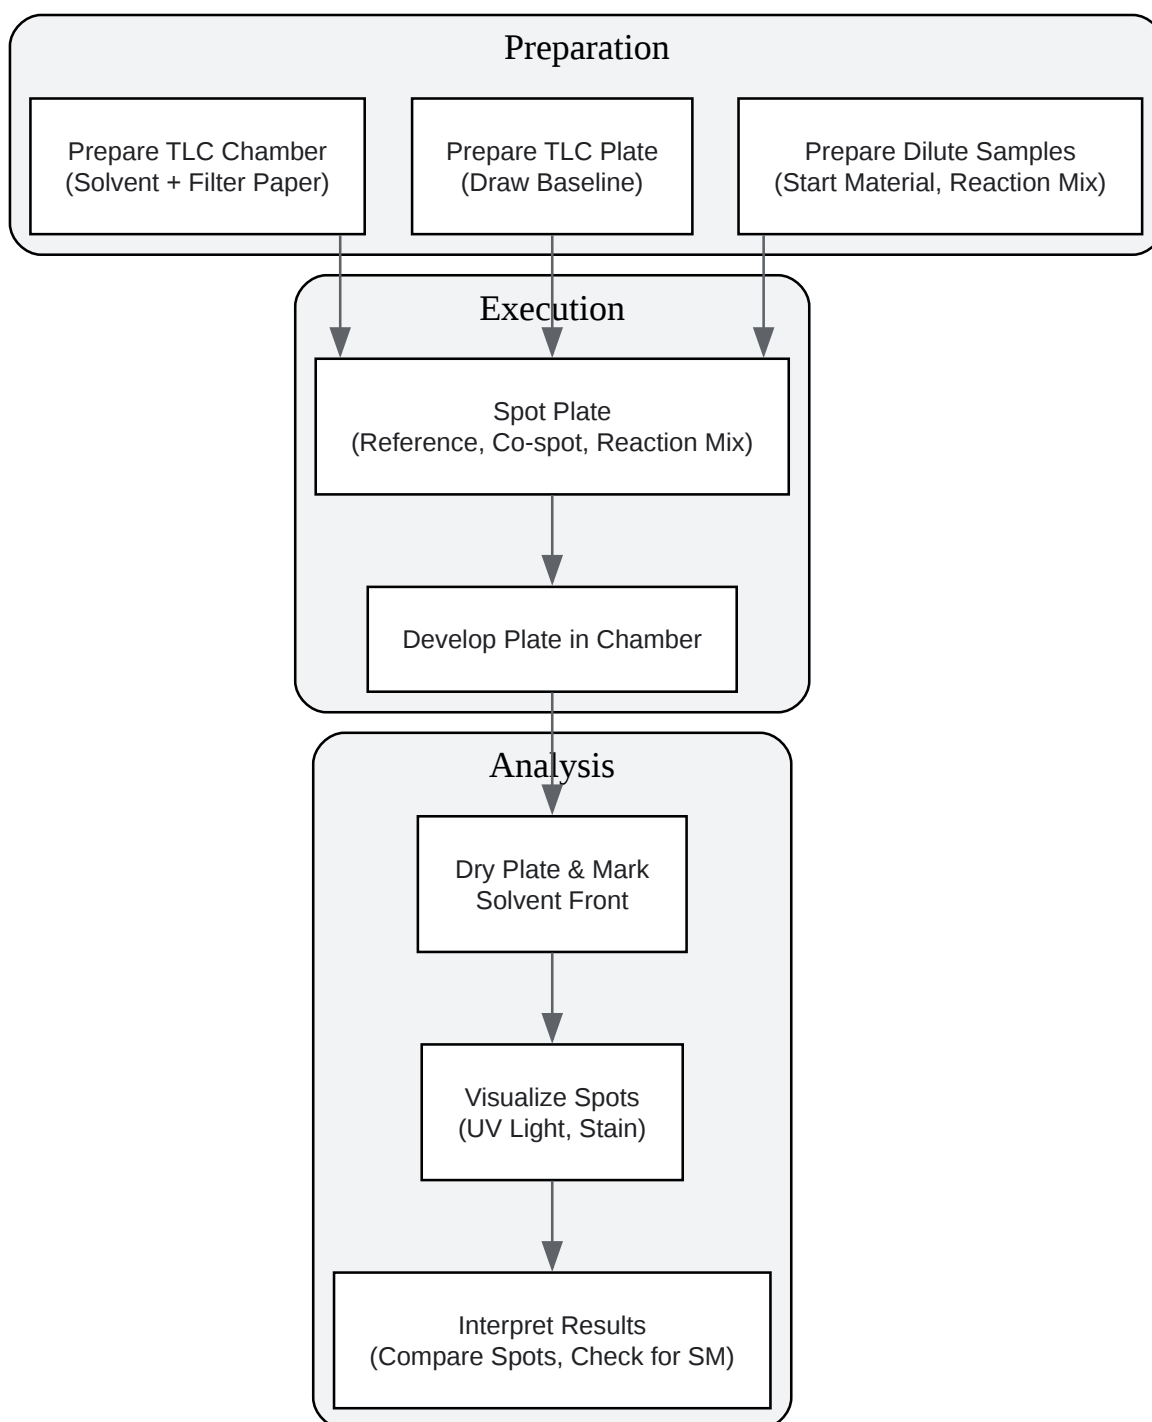 Preparation
Prepare TLC Chamber
(Solvent + Filter Paper)
Prepare TLC Plate
(Draw Baseline)
Prepare Dilute Samples
(Start Material, Reaction Mix)
Execution
Spot Plate
(Reference, Co-spot, Reaction Mix)
Develop Plate in Chamber
Analysis
Dry Plate & Mark
Solvent Front
Visualize Spots
(UV Light, Stain)
Interpret Results
(Compare Spots, Check for SM)